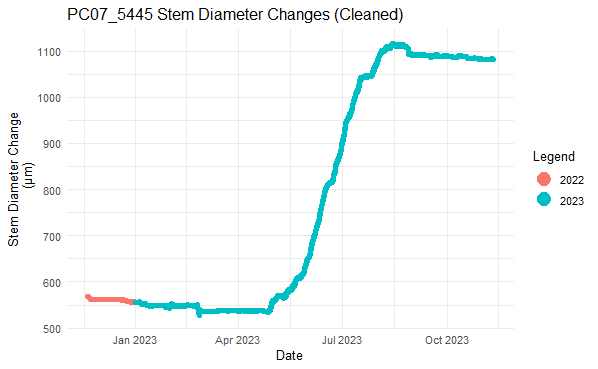 PC07_5445 Stem Diameter Changes (Cleaned)
Stem Diameter Change
(µm)
1100
1000
900
800
700
600
500
Jan 2023
Apr 2023
Jul 2023
Oct 2023
Date
Legend
2022
2023